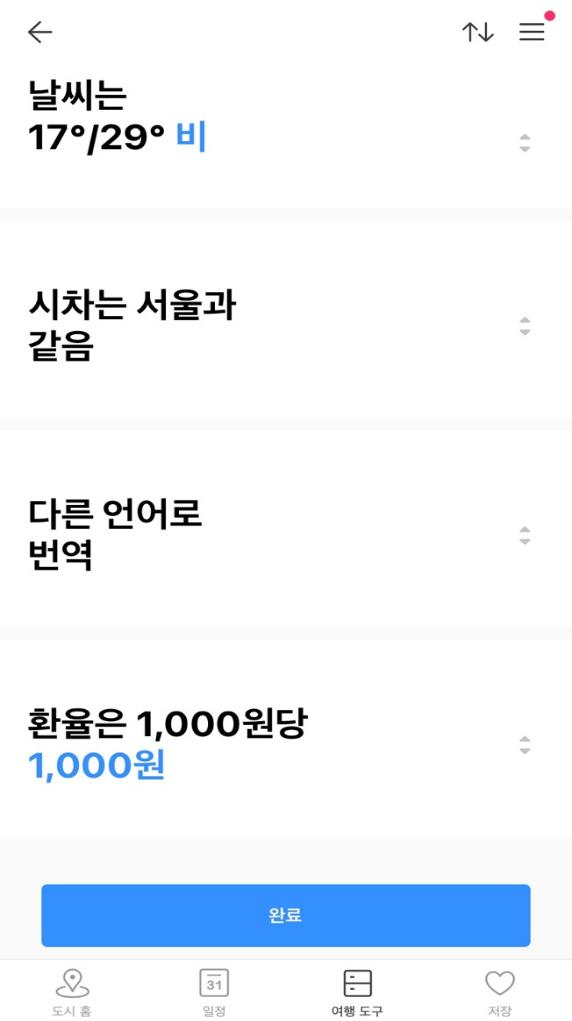 날씨는
17°/29° 비
시차는 서울과
같음
다른 언어로
번역
환율은 1,000원당
1,000원
완료
31
도시 홈
일정
여행 도구
저장